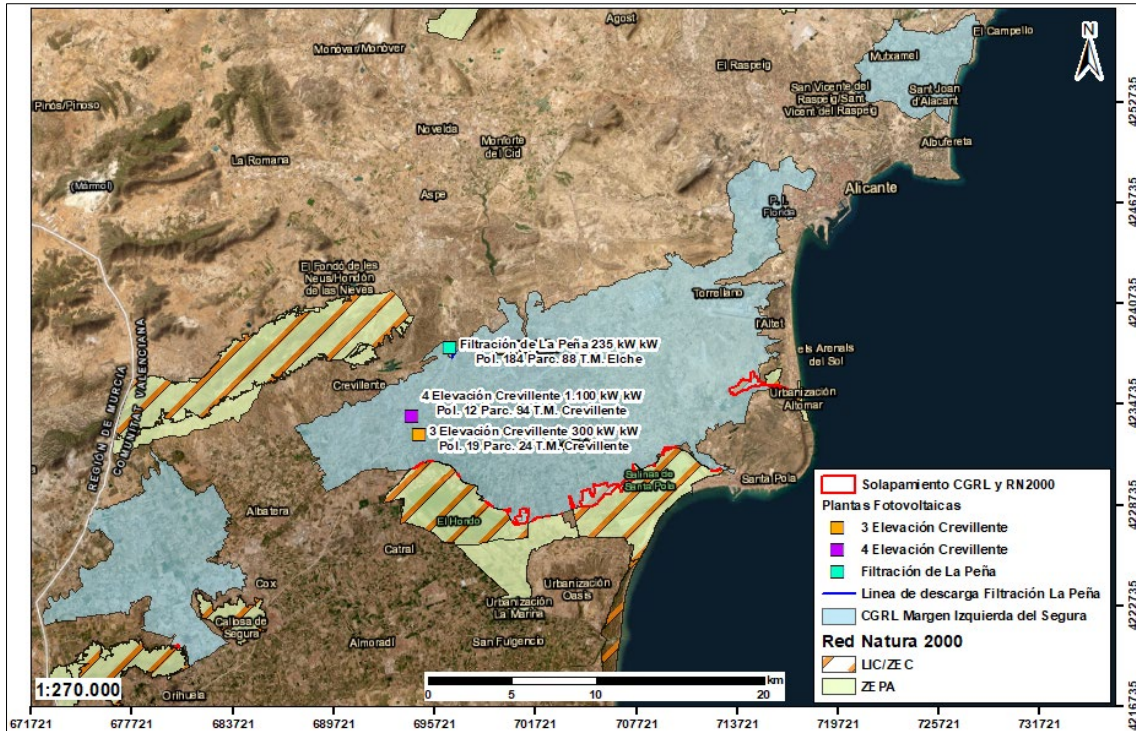 Agost
El Campello
Monòvar/Monóver
Mutxamel
El Raspeig
N
San Vicente del
Raspeig/Sant
Vicent del Raspeig
Sant Joan
d'Alacant
Pinós/Pinoso
Novelda
Monforte
del Cid
Albufereta
La Romana
(Mármol)
Aspe
Alicante
P. I.
Florida
El Fondó de les
Neus/Hondón
de las Nieves
Torrellano
l'Altet
Filtración de La Peña 235 kW kW
Pol. 184 Parc. 88 T.M. Elche
els Arenals
del Sol
Crevillente
Urbanización
Altomar
4 Elevación Crevillente 1.100 kW kW
Pol. 12 Parc. 94 T.M. Crevillente
3 Elevación Crevillente 300 kW kW
Pol. 19 Parc. 24 T.M. Crevillente
REGIÓN DE MURCIA
COMUNITAT VALENCIANA
Salinas de
Santa Pola
Santa Pola
Albatera
El Hondo
Catral
Cox
Urbanización
Oasis
Urbanización
La Marina
Callosa de
Segura
Almoradí
San Fulgencio
Orihuela
1:270.000
km
0 5 10 20
Solapamiento CGRL y RN2000
Plantas Fotovoltaicas
3 Elevación Crevillente
4 Elevación Crevillente
Filtración de La Peña
Linea de descarga Filtración La Peña
CGRL Margen Izquierda del Segura
Red Natura 2000
LIC/ZEC
ZEPA
4252735
4246735
4240735
4234735
4228735
4222735
4216735
671721 677721 683721 689721 695721 701721 707721 713721 719721 725721 731721